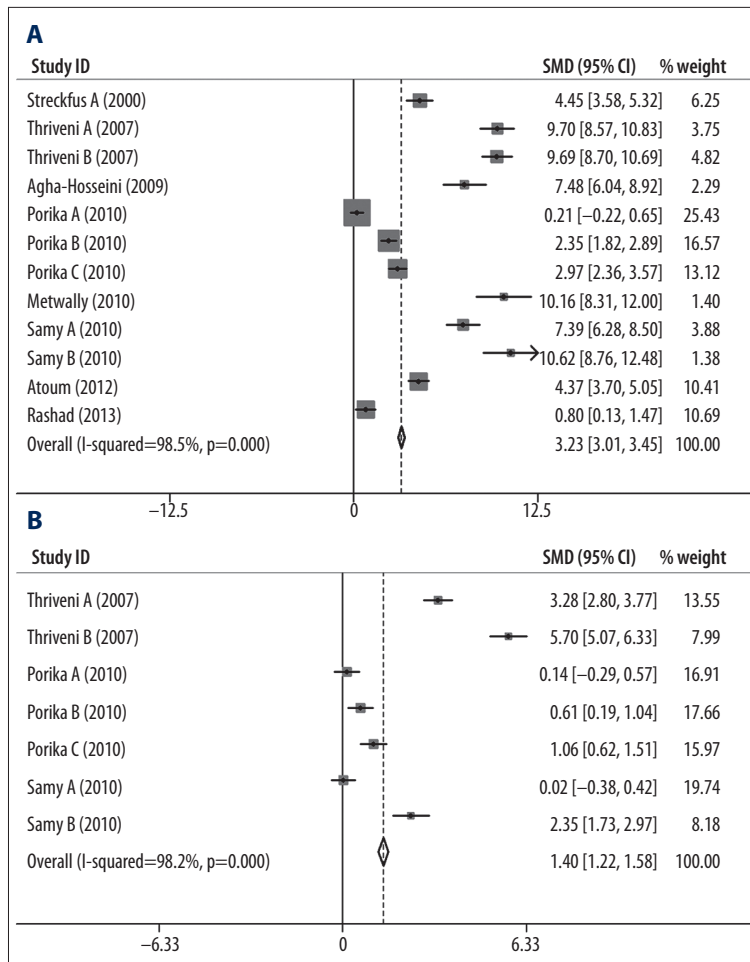 A
Study ID SMD (95% CI) % weight
Streckfus A (2000) 4.45 [3.58, 5.32] 6.25
Thriveni A (2007) 9.70 [8.57, 10.83] 3.75
Thriveni B (2007) 9.69 [8.70, 10.69] 4.82
Agha-Hosseini (2009) 7.48 [6.04, 8.92] 2.29
Porika A (2010) 0.21 [−0.22, 0.65] 25.43
Porika B (2010) 2.35 [1.82, 2.89] 16.57
Porika C (2010) 2.97 [2.36, 3.57] 13.12
Metwally (2010) 10.16 [8.31, 12.00] 1.40
Samy A (2010) 7.39 [6.28, 8.50] 3.88
Samy B (2010) 10.62 [8.76, 12.48] 1.38
Atoum (2012) 4.37 [3.70, 5.05] 10.41
Rashad (2013) 0.80 [0.13, 1.47] 10.69
Overall (I-squared=98.5%, p=0.000) 3.23 [3.01, 3.45] 100.00
−12.5 0 12.5
B
Study ID SMD (95% CI) % weight
Thriveni A (2007) 3.28 [2.80, 3.77] 13.55
Thriveni B (2007) 5.70 [5.07, 6.33] 7.99
Porika A (2010) 0.14 [−0.29, 0.57] 16.91
Porika B (2010) 0.61 [0.19, 1.04] 17.66
Porika C (2010) 1.06 [0.62, 1.51] 15.97
Samy A (2010) 0.02 [−0.38, 0.42] 19.74
Samy B (2010) 2.35 [1.73, 2.97] 8.18
Overall (I-squared=98.2%, p=0.000) 1.40 [1.22, 1.58] 100.00
−6.33 0 6.33